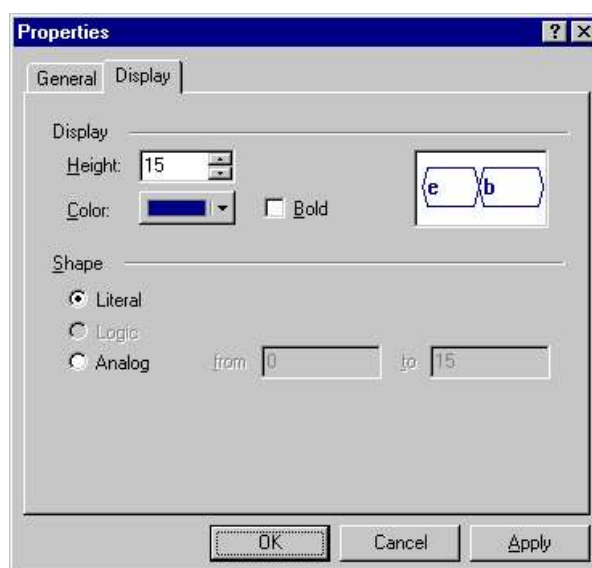 Properties ? X
General Display
Display
Height: 15
e b
Color: Bold
Shape
Literal
Logic
Analog from 0 to 15
OK Cancel Apply